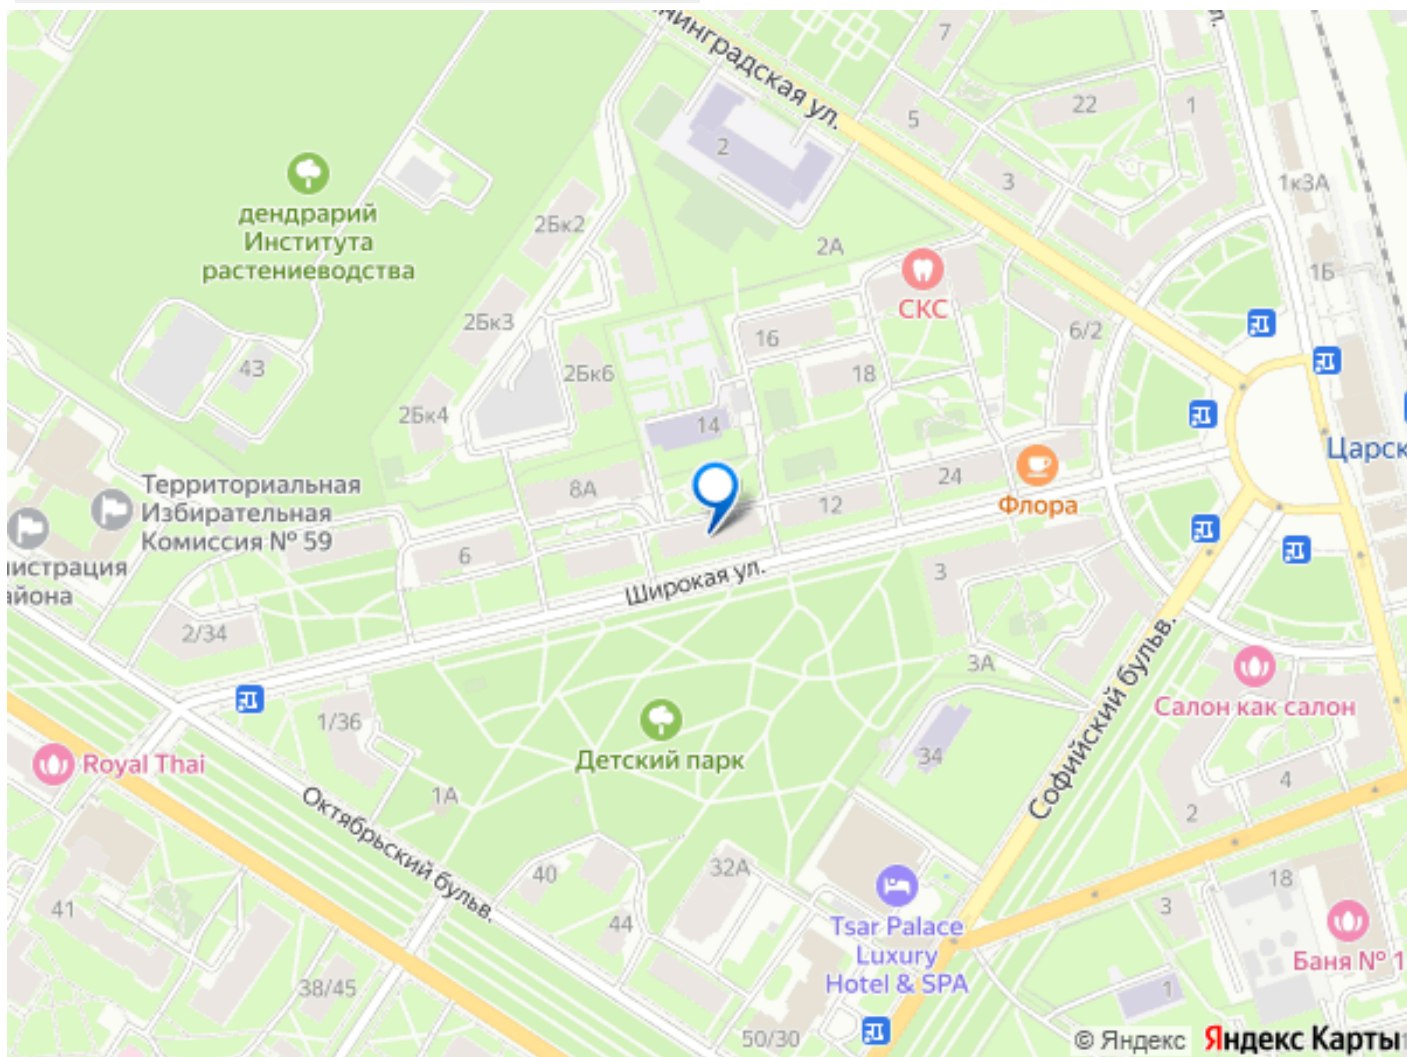 нинградская ул.
л.
7
22
1
5
2
3
1к3А
дендрарий
Института
растениеводства
2Бк2
2А
1Б
СКС
2Бк3
16
6/2
43
2Бк6
18
2Бк4
14
Царск
24
Флора
Территориальная
Избирательная
Комиссия № 59
8А
12
нистрация
айона
6
Широкая ул.
3
2/34
3А
Софийский бульв.
Салон как салон
1/36
Детский парк
Royal Thai
34
4
1А
2
Октябрьский бульв.
40
32А
18
41
44
3
Tsar Palace
Luxury
Hotel & SPA
Баня № 1
38/45
1
50/30
© Яндекс
Яндекс Карты